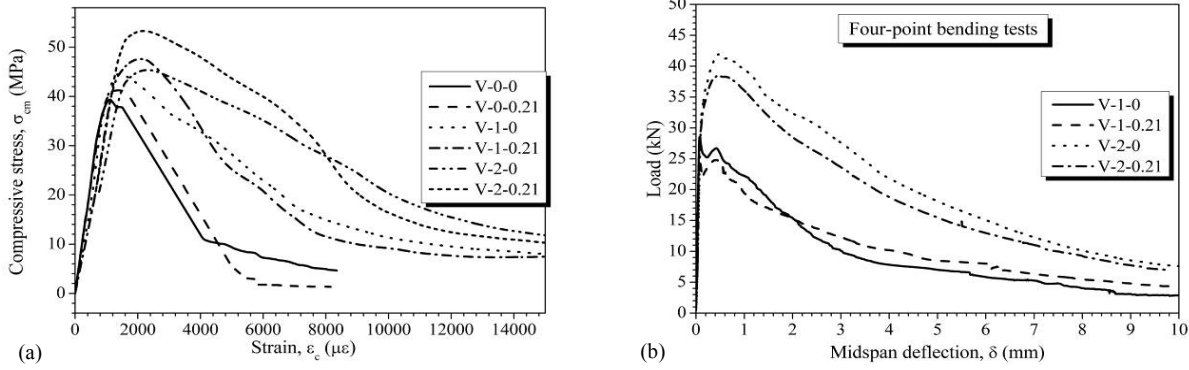 50
40
30
20
10
0
Compressive stress, σcm (MPa)
V-0-0
V-0-0.21
V-1-0
V-1-0.21
V-2-0
V-2-0.21
0 2000 4000 6000 8000 10000 12000 14000
Strain, εc (με)
(a)
50
45
40
35
30
25
20
15
10
5
0
Load (kN)
Four-point bending tests
V-1-0
V-1-0.21
V-2-0
V-2-0.21
0 1 2 3 4 5 6 7 8 9 10
Midspan deflection, δ (mm)
(b)